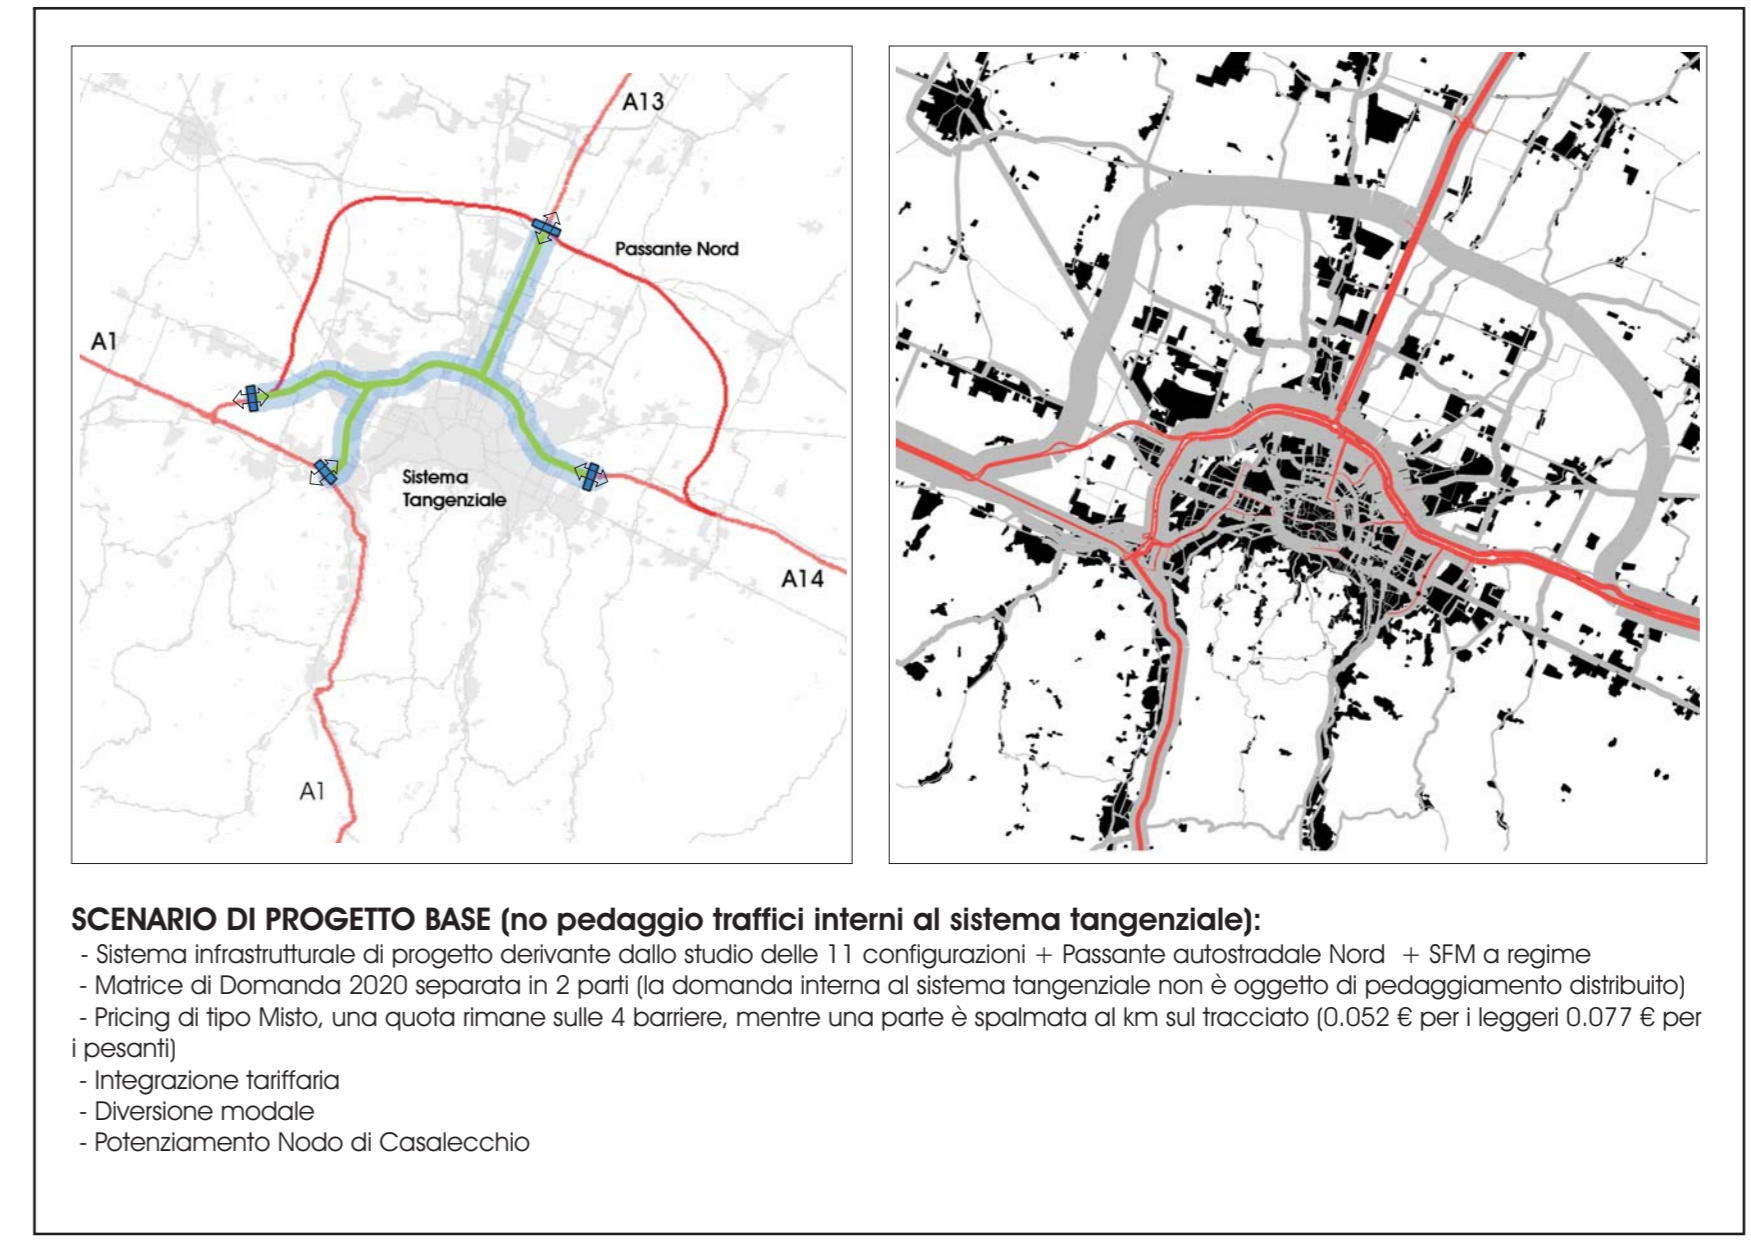 A13
Passante Nord
A1
Sistema
Tangenziale
A14
A1
SCENARIO DI PROGETTO BASE (no pedaggio traffici interni al sistema tangenziale):
- Sistema infrastrutturale di progetto derivante dallo studio delle 11 configurazioni + Passante autostradale Nord + SFM a regime
- Matrice di Domanda 2020 separata in 2 parti (la domanda interna al sistema tangenziale non è oggetto di pedaggiamento distribuito)
- Pricing di tipo Misto, una quota rimane sulle 4 barriere, mentre una parte è spalmata al km sul tracciato (0.052 € per i leggeri 0.077 € per
i pesanti)
- Integrazione tariffaria
- Diversione modale
- Potenziamento Nodo di Casalecchio